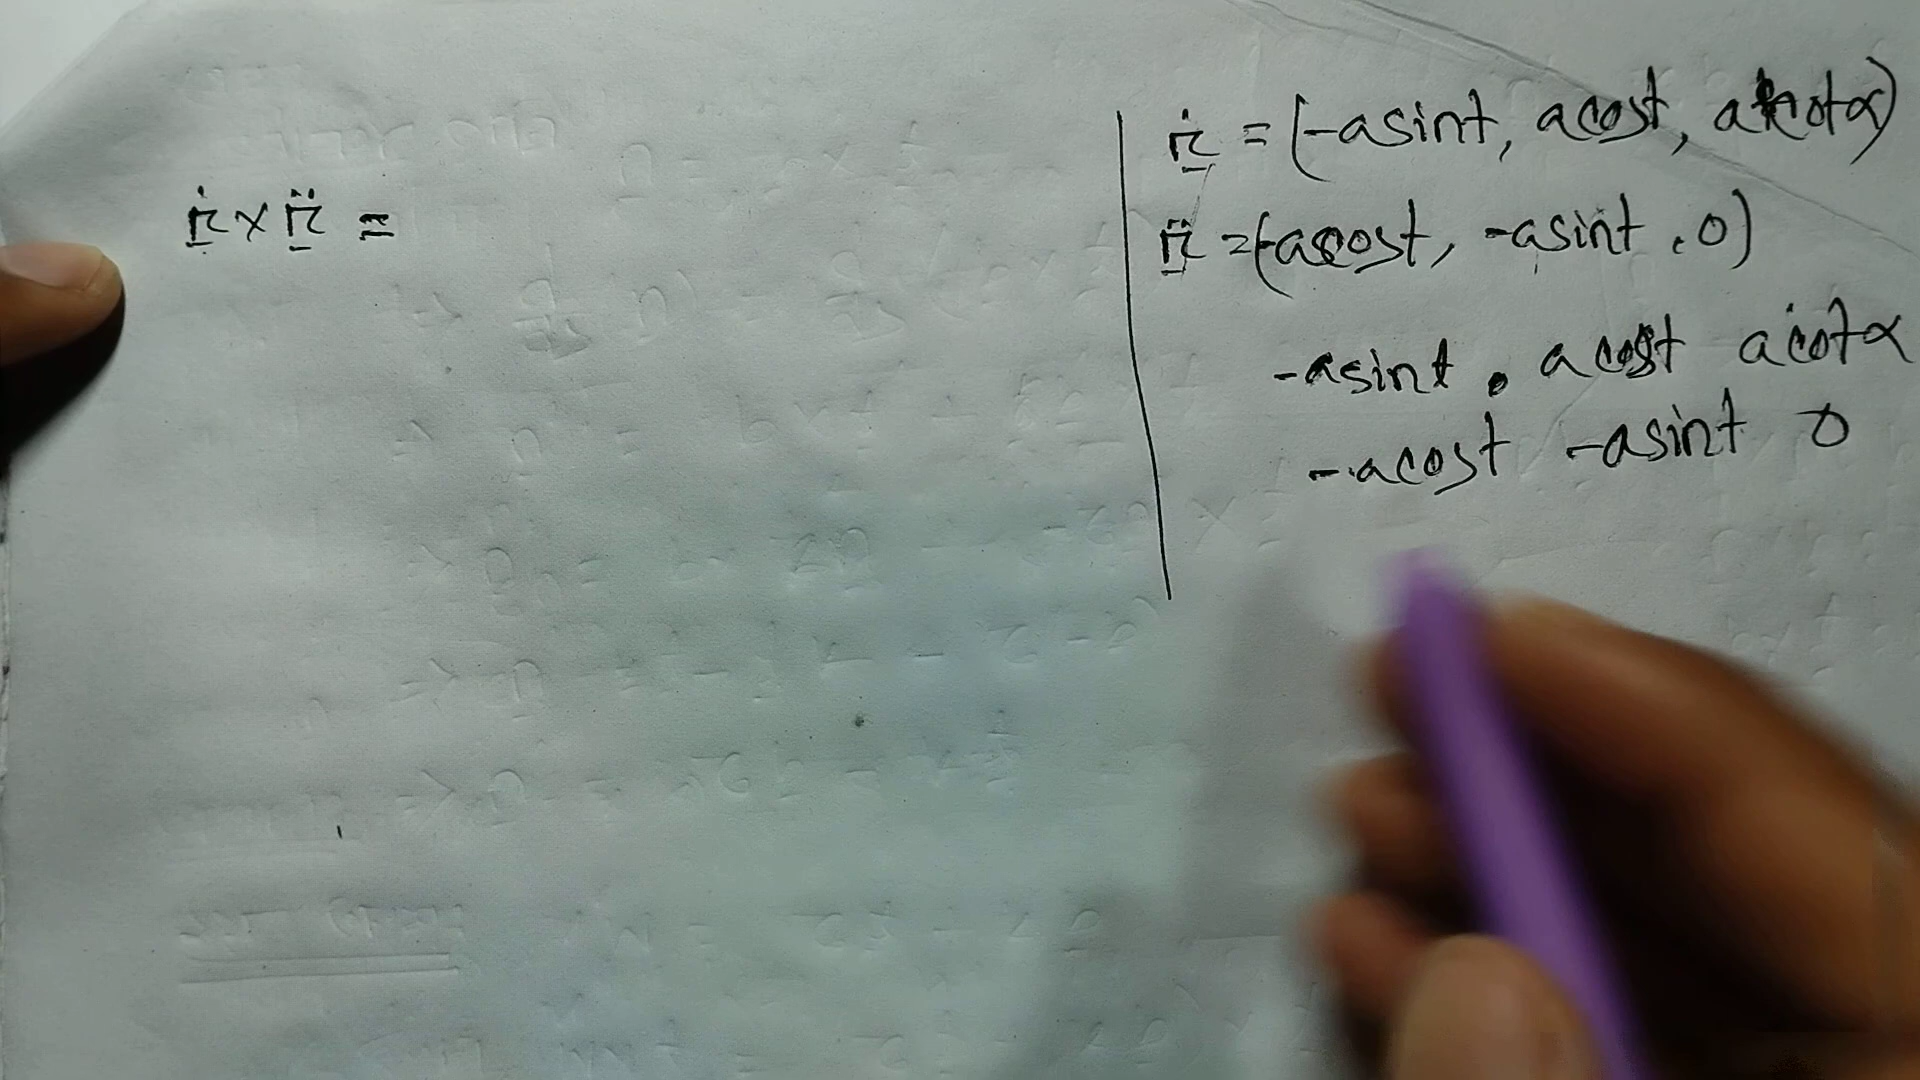 ṙ × r̈ =
ṙ = (-asint, acost, acotα)
r̈ = (-acost, -asint, 0)
-asint . acost acotα
-acost -asint 0